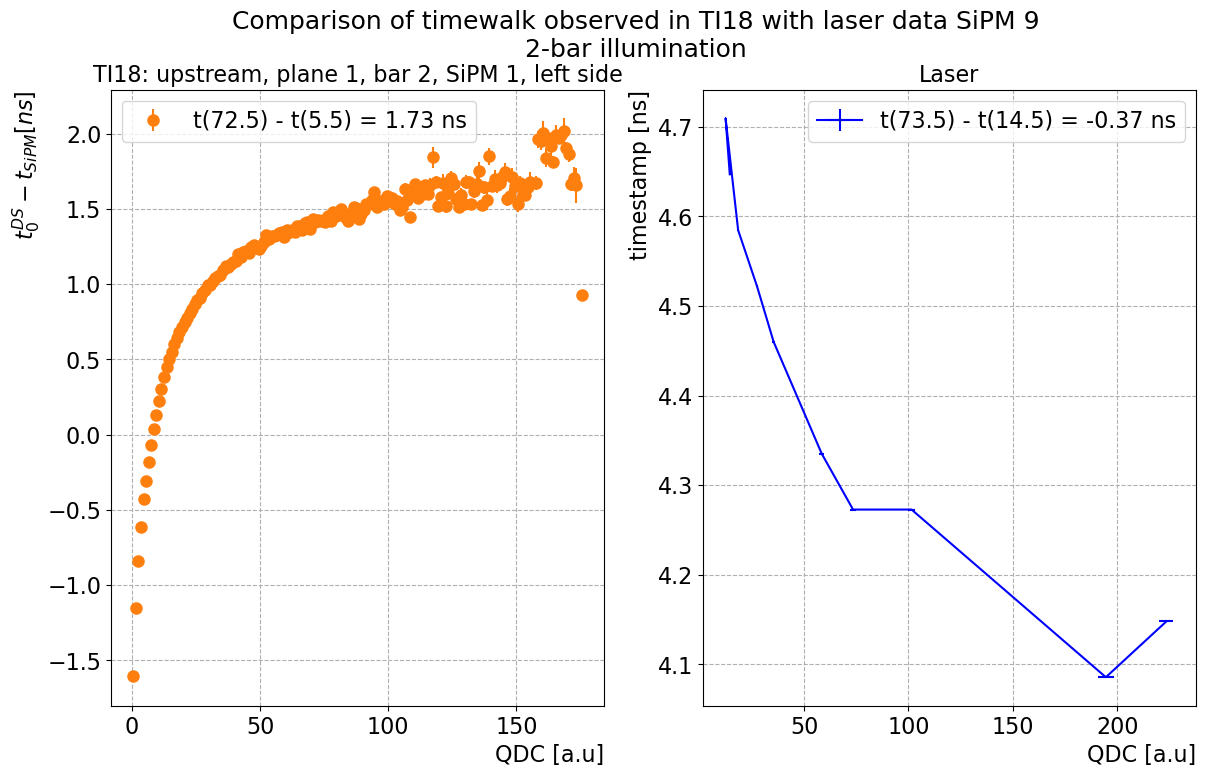 Comparison of timewalk observed in TI18 with laser data SiPM 9
2-bar illumination
TI18: upstream, plane 1, bar 2, SiPM 1, left side
t(72.5) - t(5.5) = 1.73 ns
t₀ᴰˢ − t_SiPM[ns]
2.0
1.5
1.0
0.5
0.0
−0.5
−1.0
−1.5
0 50 100 150
QDC [a.u]
Laser
t(73.5) - t(14.5) = -0.37 ns
timestamp [ns]
4.7
4.6
4.5
4.4
4.3
4.2
4.1
50 100 150 200
QDC [a.u]